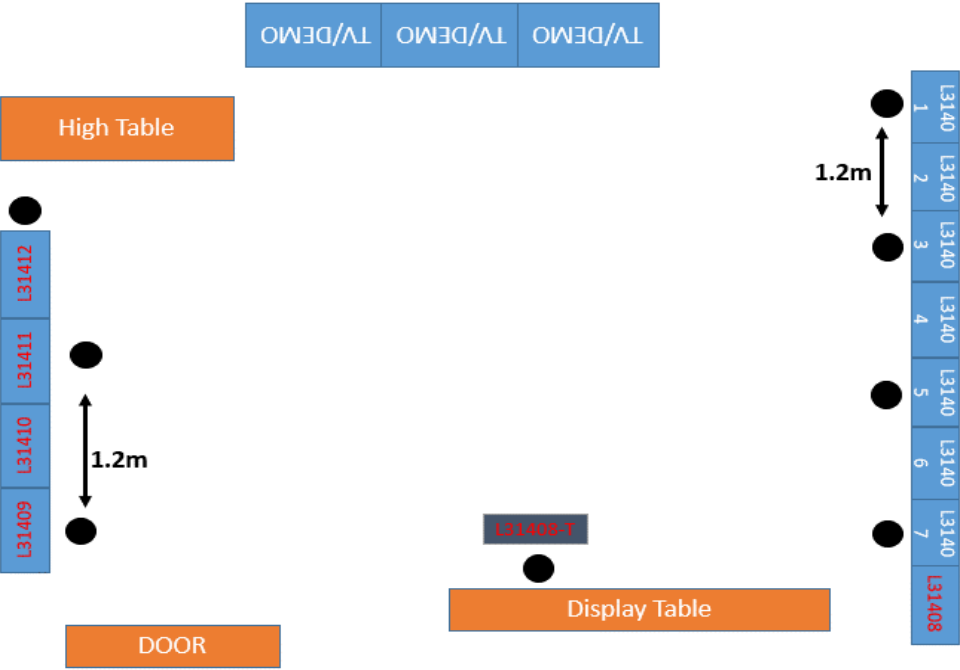 TV/DEMO TV/DEMO TV/DEMO
High Table
L3140
1
1.2m
L3140
2
L3140
3
L31412
L3140
4
L31411
L3140
5
L31410
1.2m
L3140
6
L31409
L31408-T
L3140
7
L31408
Display Table
DOOR